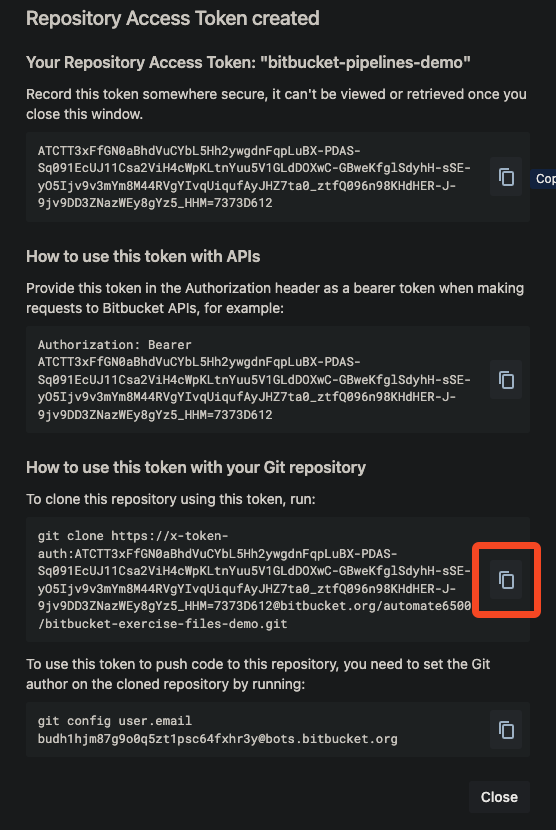 Repository Access Token created
Your Repository Access Token: "bitbucket-pipelines-demo"
Record this token somewhere secure, it can't be viewed or retrieved once you
close this window.
ATCTT3xFfGN0aBhdVuCYbL5Hh2ywgdnFqpLuBX-PDAS-
Sq091EcUJ11Csa2ViH4cWpKLtnYuu5V1GLdDOXwC-GBweKfglSdyhH-sSE-
yO5Ijv9v3mYm8M44RVgYIvqUiqufAyJHZ7ta0_ztfQ096n98KHdHER-J-
9jv9DD3ZNazWEy8gYz5_HHM=7373D612
Cop
How to use this token with APIs
Provide this token in the Authorization header as a bearer token when making
requests to Bitbucket APIs, for example:
Authorization: Bearer
ATCTT3xFfGN0aBhdVuCYbL5Hh2ywgdnFqpLuBX-PDAS-
Sq091EcUJ11Csa2ViH4cWpKLtnYuu5V1GLdDOXwC-GBweKfglSdyhH-sSE-
yO5Ijv9v3mYm8M44RVgYIvqUiqufAyJHZ7ta0_ztfQ096n98KHdHER-J-
9jv9DD3ZNazWEy8gYz5_HHM=7373D612
How to use this token with your Git repository
To clone this repository using this token, run:
git clone https://x-token-
auth:ATCTT3xFfGN0aBhdVuCYbL5Hh2ywgdnFqpLuBX-PDAS-
Sq091EcUJ11Csa2ViH4cWpKLtnYuu5V1GLdDOXwC-GBweKfglSdyhH-sSE-
yO5Ijv9v3mYm8M44RVgYIvqUiqufAyJHZ7ta0_ztfQ096n98KHdHER-J-
9jv9DD3ZNazWEy8gYz5_HHM=7373D612@bitbucket.org/automate6500
/bitbucket-exercise-files-demo.git
To use this token to push code to this repository, you need to set the Git
author on the cloned repository by running:
git config user.email
budh1hjm87g9o0q5zt1psc64fxhr3y@bots.bitbucket.org
Close